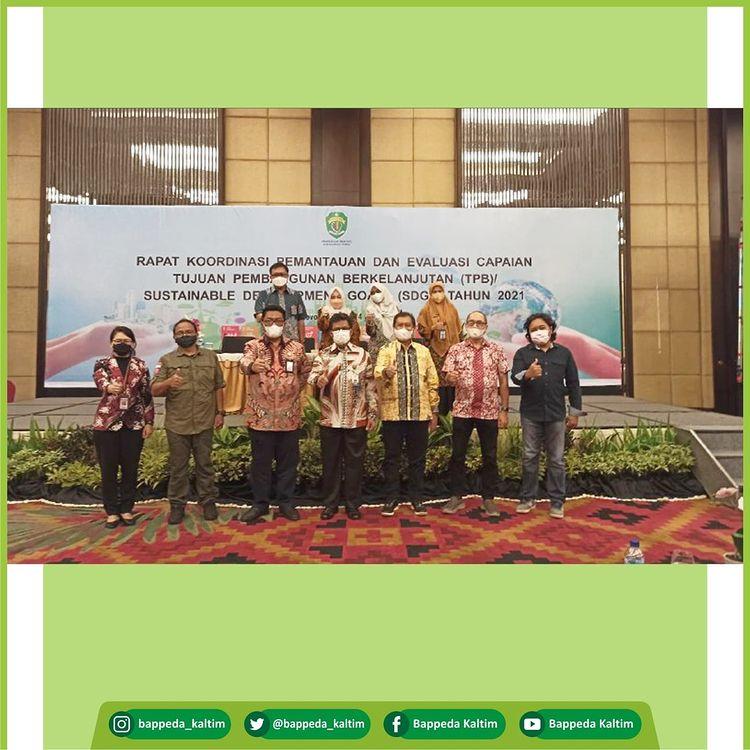 RAPAT KOORDINASI PEMANTAUAN DAN EVALUASI CAPAIAN
TUJUAN PEMBANGUNAN BERKELANJUTAN (TPB)/
SUSTAINABLE DEVELOPMENT GOALS (SDGs) TAHUN 2021
bappeda_kaltim
@bappeda_kaltim
Bappeda Kaltim
Bappeda Kaltim